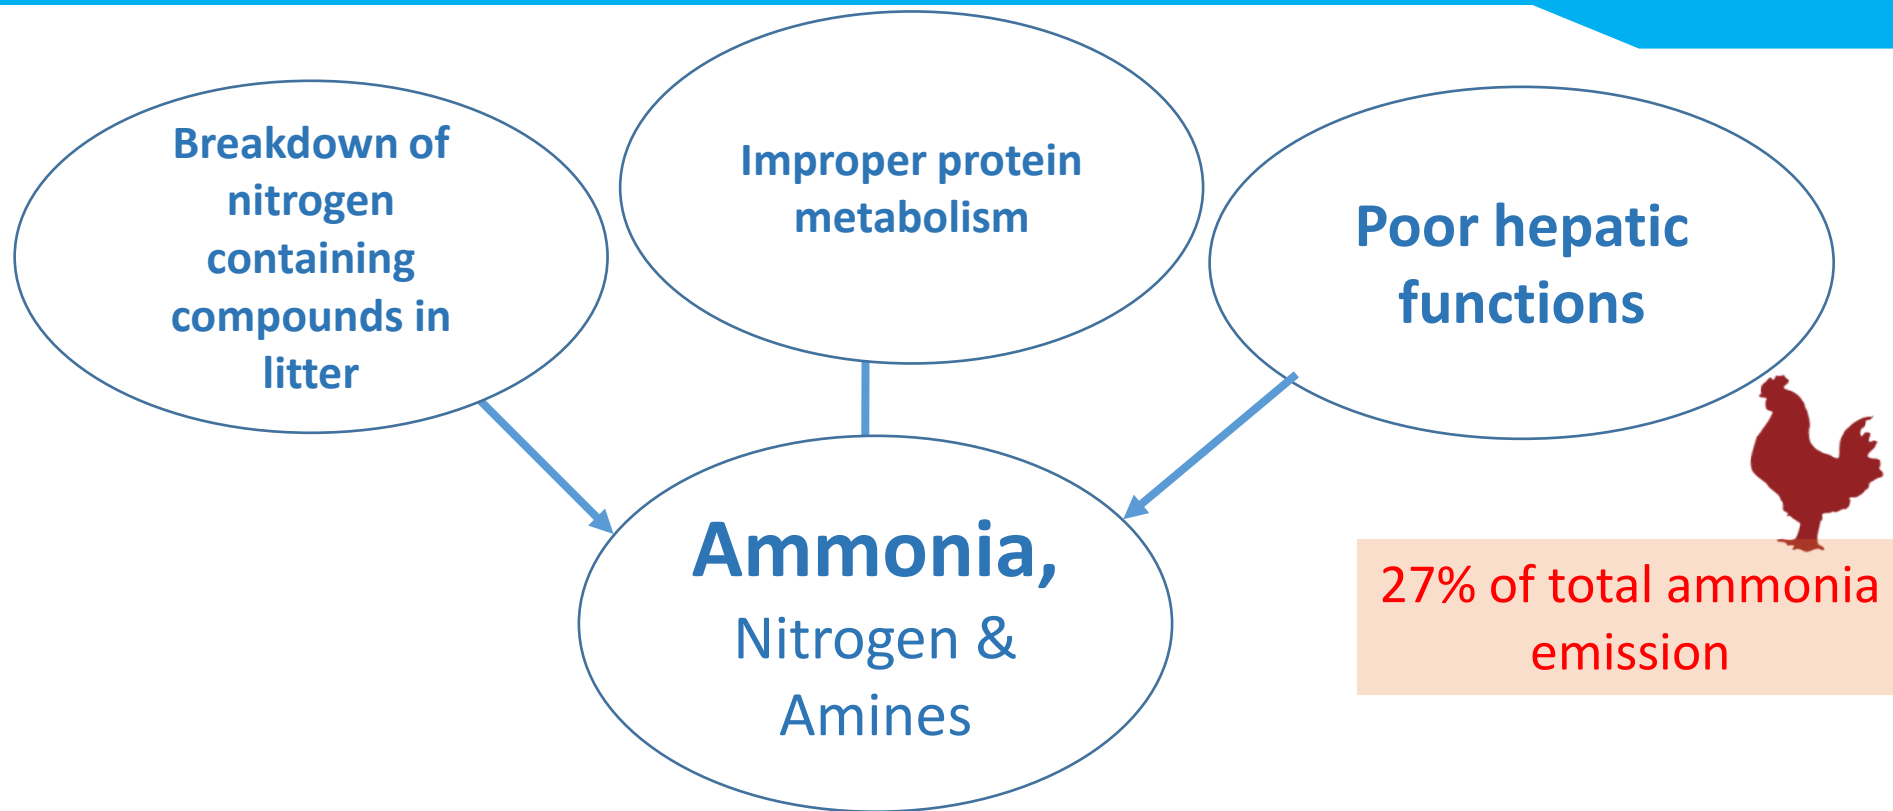 Breakdown of
nitrogen
containing
compounds in
litter
Improper protein
metabolism
Poor hepatic
functions
Ammonia,
Nitrogen &
Amines
27% of total ammonia
emission